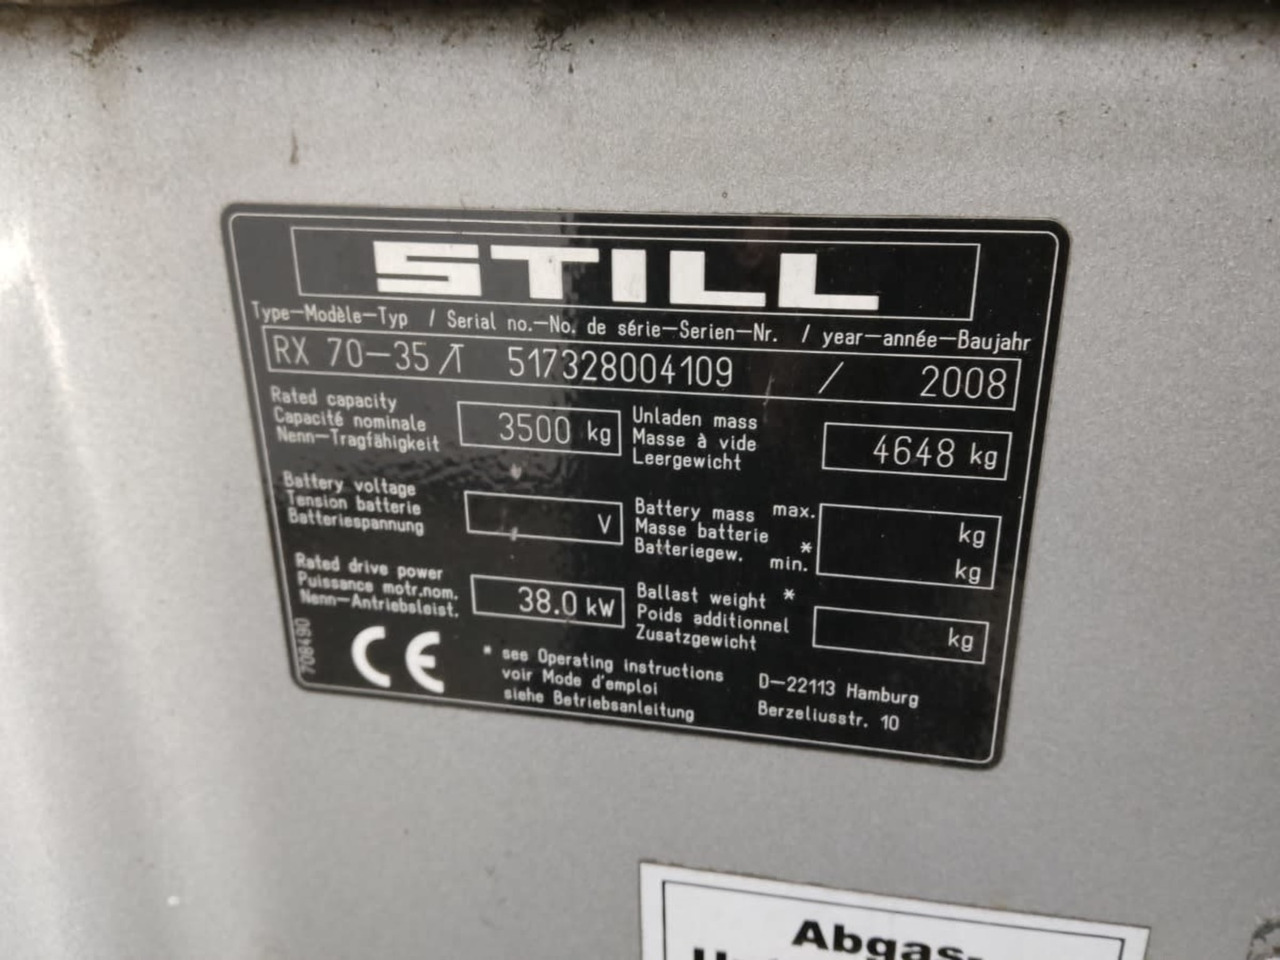 STILL
Type-Modèle-Typ / Serial no.-No. de série-Serien-Nr. / year-année-Baujahr
RX 70-35/T 517328004109 / 2008
Rated capacity
Capacité nominale
Nenn-Tragfähigkeit
3500 kg
Unladen mass
Masse à vide
Leergewicht
4648 kg
Battery voltage
Tension batterie
Batteriespannung
V
Battery mass max.
Masse batterie *
Batteriegew. min.
kg
kg
Rated drive power
Puissance motr.nom.
Nenn-Antriebsleist.
38.0 kW
Ballast weight *
Poids additionnel
Zusatzgewicht
kg
708490
CE
* see Operating instructions
voir Mode d'emploi
siehe Betriebsanleitung
D-22113 Hamburg
Berzeliusstr. 10
Abgas-